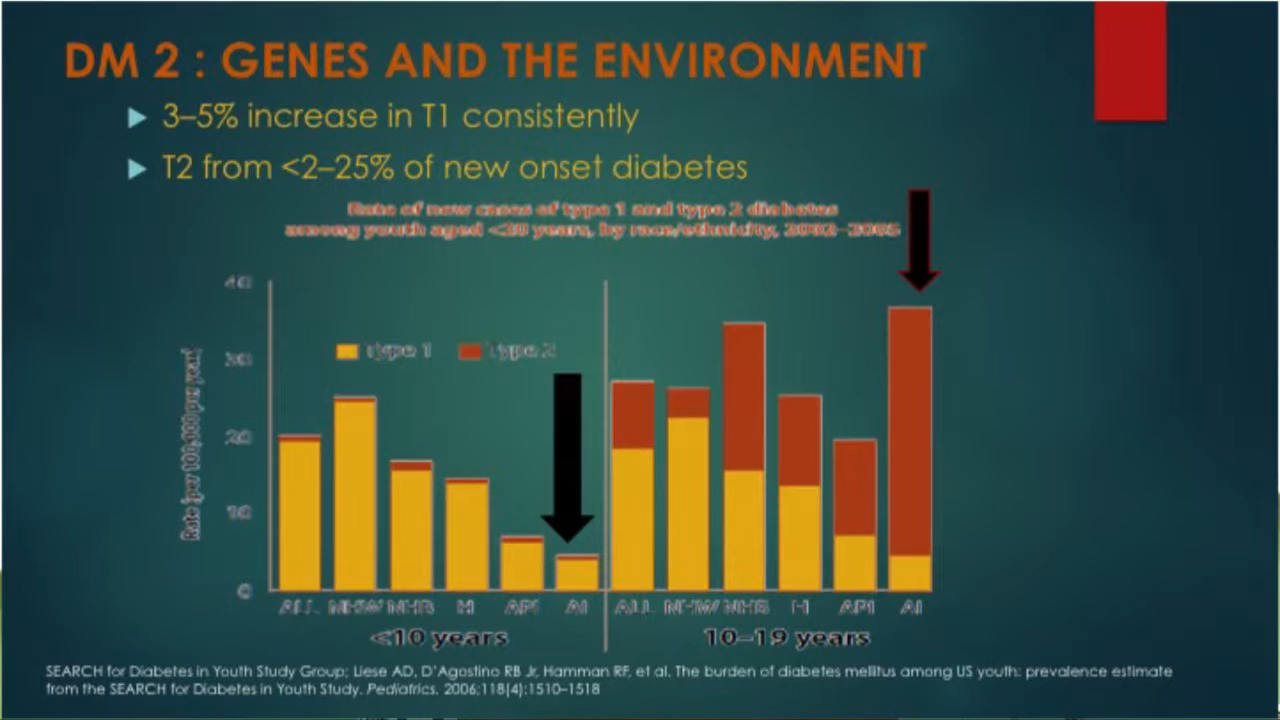 DM 2 : GENES AND THE ENVIRONMENT
3–5% increase in T1 consistently
T2 from <2–25% of new onset diabetes
Rate of new cases of type 1 and type 2 diabetes
among youth aged <20 years, by race/ethnicity, 2002–2005
40
30
20
10
0
Rate (per 100,000 per year)
Type 1 Type 2
ALL NHW NHB H API AI ALL NHW NHB H API AI
<10 years 10–19 years
SEARCH for Diabetes in Youth Study Group; Liese AD, D'Agostino RB Jr, Hamman RF, et al. The burden of diabetes mellitus among US youth: prevalence estimate
from the SEARCH for Diabetes in Youth Study. Pediatrics. 2006;118(4):1510–1518